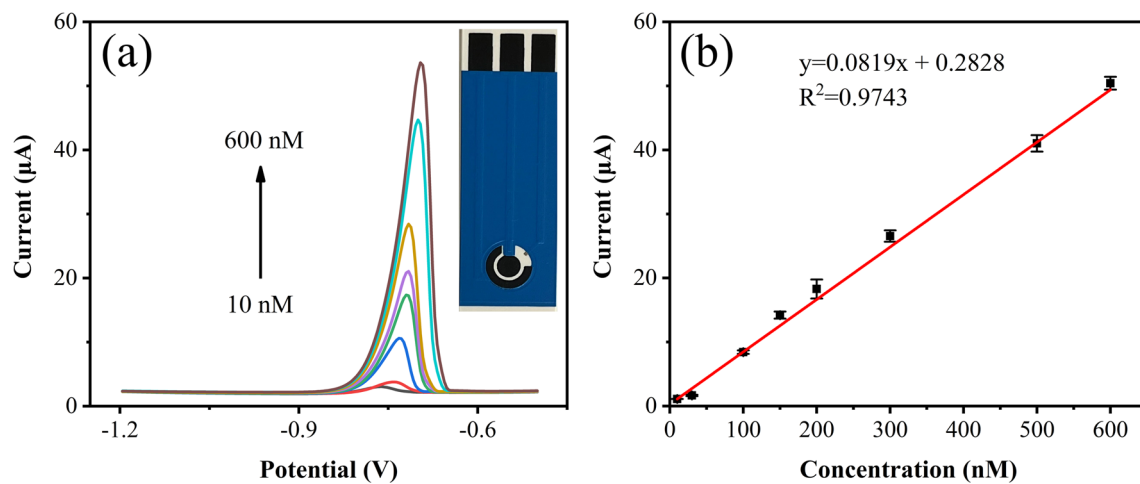 (a)
60
40
20
0
Current (μA)
600 nM
10 nM
-1.2
-0.9
-0.6
Potential (V)
(b)
y=0.0819x + 0.2828
R²=0.9743
60
40
20
0
Current (μA)
0
100
200
300
400
500
600
Concentration (nM)